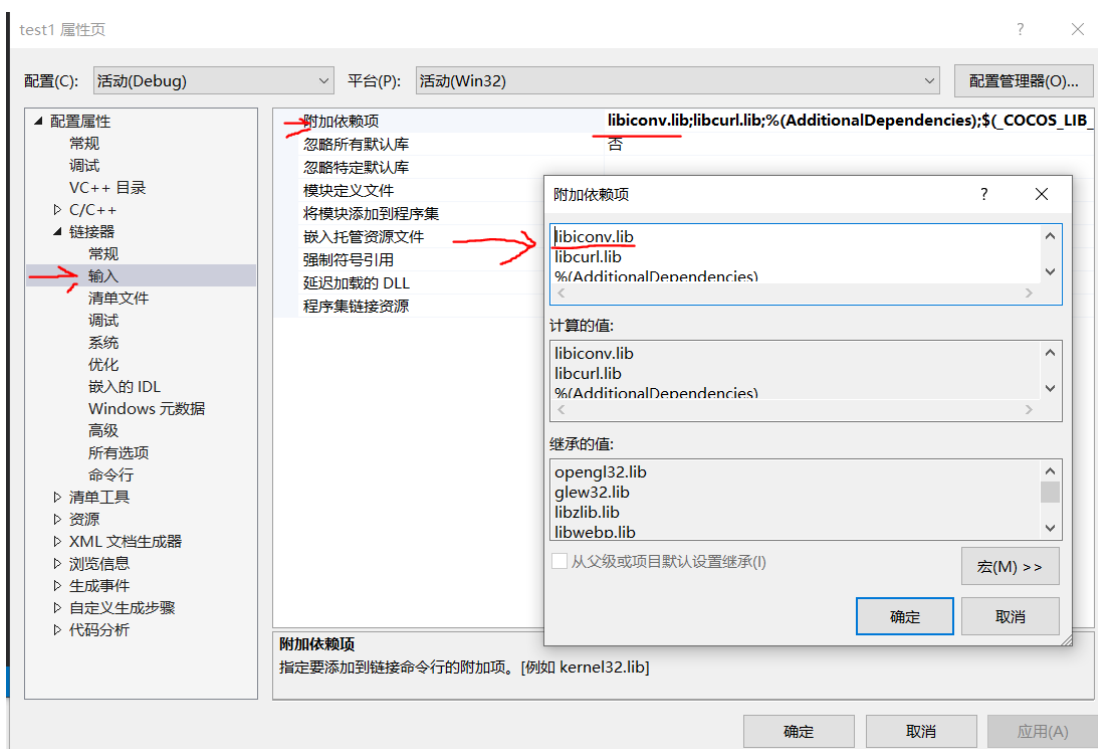 test1 属性页
配置(C): 活动(Debug) 平台(P): 活动(Win32) 配置管理器(O)...
配置属性
常规
调试
VC++ 目录
C/C++
链接器
常规
输入
清单文件
调试
系统
优化
嵌入的 IDL
Windows 元数据
高级
所有选项
命令行
清单工具
资源
XML 文档生成器
浏览信息
生成事件
自定义生成步骤
代码分析
附加依赖项 libiconv.lib;libcurl.lib;%(AdditionalDependencies);$(_COCOS_LIB_
忽略所有默认库 否
忽略特定默认库
模块定义文件
将模块添加到程序集
嵌入托管资源文件
强制符号引用
延迟加载的 DLL
程序集链接资源
附加依赖项
libiconv.lib
libcurl.lib
%(AdditionalDependencies)
计算的值:
libiconv.lib
libcurl.lib
%(AdditionalDependencies)
继承的值:
opengl32.lib
glew32.lib
libzlib.lib
libwebp.lib
从父级或项目默认设置继承(I)
宏(M) >>
确定 取消
附加依赖项
指定要添加到链接命令行的附加项。[例如 kernel32.lib]
确定 取消 应用(A)